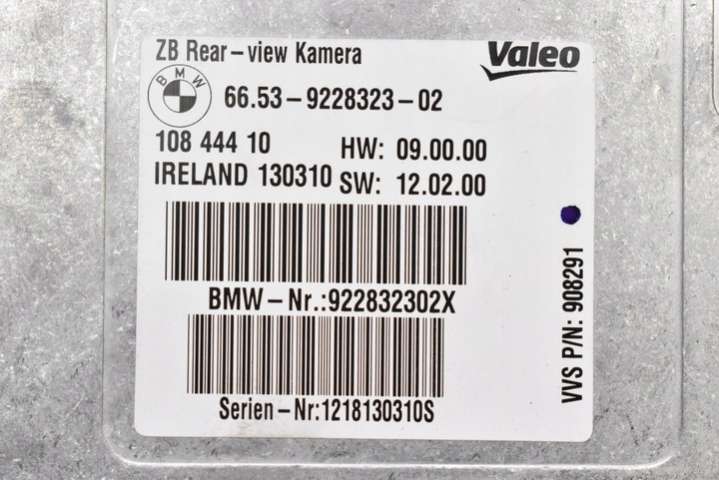 ZB Rear-view Kamera
Valeo
BMW
66.53-9228323-02
108 444 10
HW: 09.00.00
IRELAND 130310
SW: 12.02.00
BMW-Nr.:922832302X
Serien-Nr:1218130310S
VVS P/N: 908291